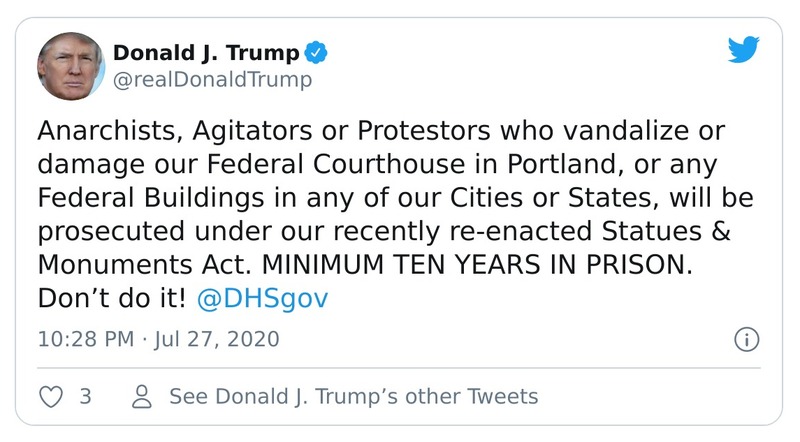 Donald J. Trump
@realDonaldTrump
Anarchists, Agitators or Protestors who vandalize or
damage our Federal Courthouse in Portland, or any
Federal Buildings in any of our Cities or States, will be
prosecuted under our recently re-enacted Statues &
Monuments Act. MINIMUM TEN YEARS IN PRISON.
Don’t do it! @DHSgov
10:28 PM · Jul 27, 2020
3 See Donald J. Trump’s other Tweets